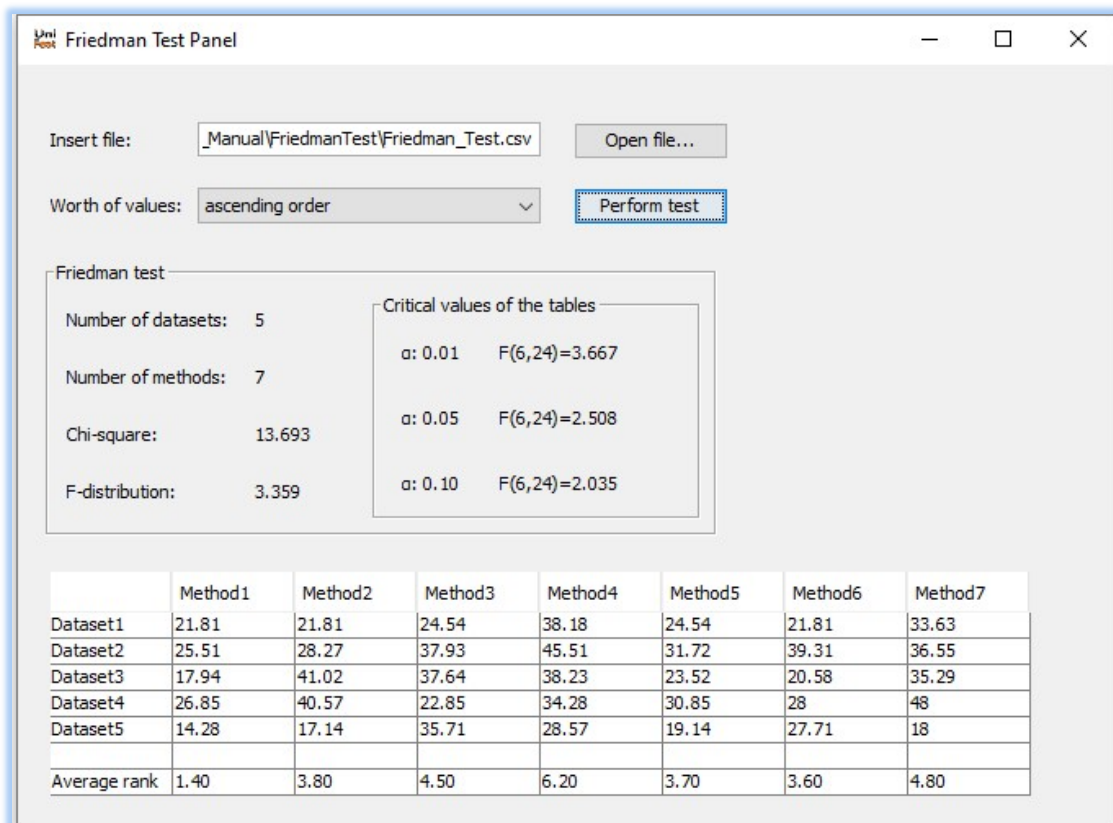 Uni Feat Friedman Test Panel
Insert file: _Manual\FriedmanTest\Friedman_Test.csv Open file...
Worth of values: ascending order Perform test
Friedman test
Number of datasets: 5
Number of methods: 7
Chi-square: 13.693
F-distribution: 3.359
Critical values of the tables
α: 0.01 F(6,24)=3.667
α: 0.05 F(6,24)=2.508
α: 0.10 F(6,24)=2.035
Method1 Method2 Method3 Method4 Method5 Method6 Method7
Dataset1 21.81 21.81 24.54 38.18 24.54 21.81 33.63
Dataset2 25.51 28.27 37.93 45.51 31.72 39.31 36.55
Dataset3 17.94 41.02 37.64 38.23 23.52 20.58 35.29
Dataset4 26.85 40.57 22.85 34.28 30.85 28 48
Dataset5 14.28 17.14 35.71 28.57 19.14 27.71 18
Average rank 1.40 3.80 4.50 6.20 3.70 3.60 4.80